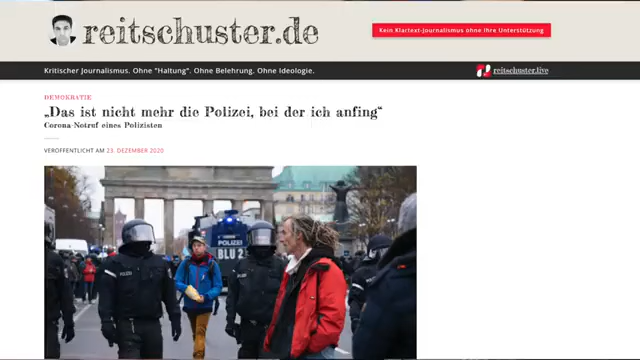 reitschuster.de
Kein Klartext-Journalismus ohne Ihre Unterstützung
Kritischer Journalismus. Ohne "Haltung". Ohne Belehrung. Ohne Ideologie.
reitschuster.live
DEMOKRATIE
„Das ist nicht mehr die Polizei, bei der ich anfing“
Corona-Notruf eines Polizisten
VERÖFFENTLICHT AM 23. DEZEMBER 2020
POLIZEI
BLU 2
POLIZEI